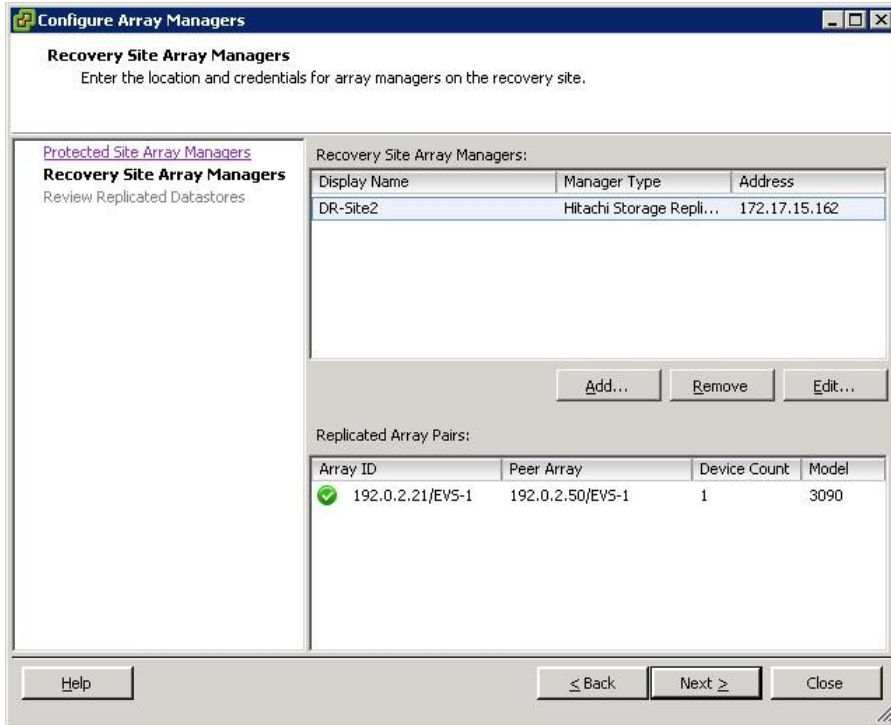 Configure Array Managers
Recovery Site Array Managers
Enter the location and credentials for array managers on the recovery site.
Protected Site Array Managers
Recovery Site Array Managers
Review Replicated Datastores
Recovery Site Array Managers:
Display Name Manager Type Address
DR-Site2 Hitachi Storage Repli... 172.17.15.162
Add... Remove Edit...
Replicated Array Pairs:
Array ID Peer Array Device Count Model
192.0.2.21/EVS-1 192.0.2.50/EVS-1 1 3090
Help < Back Next > Close